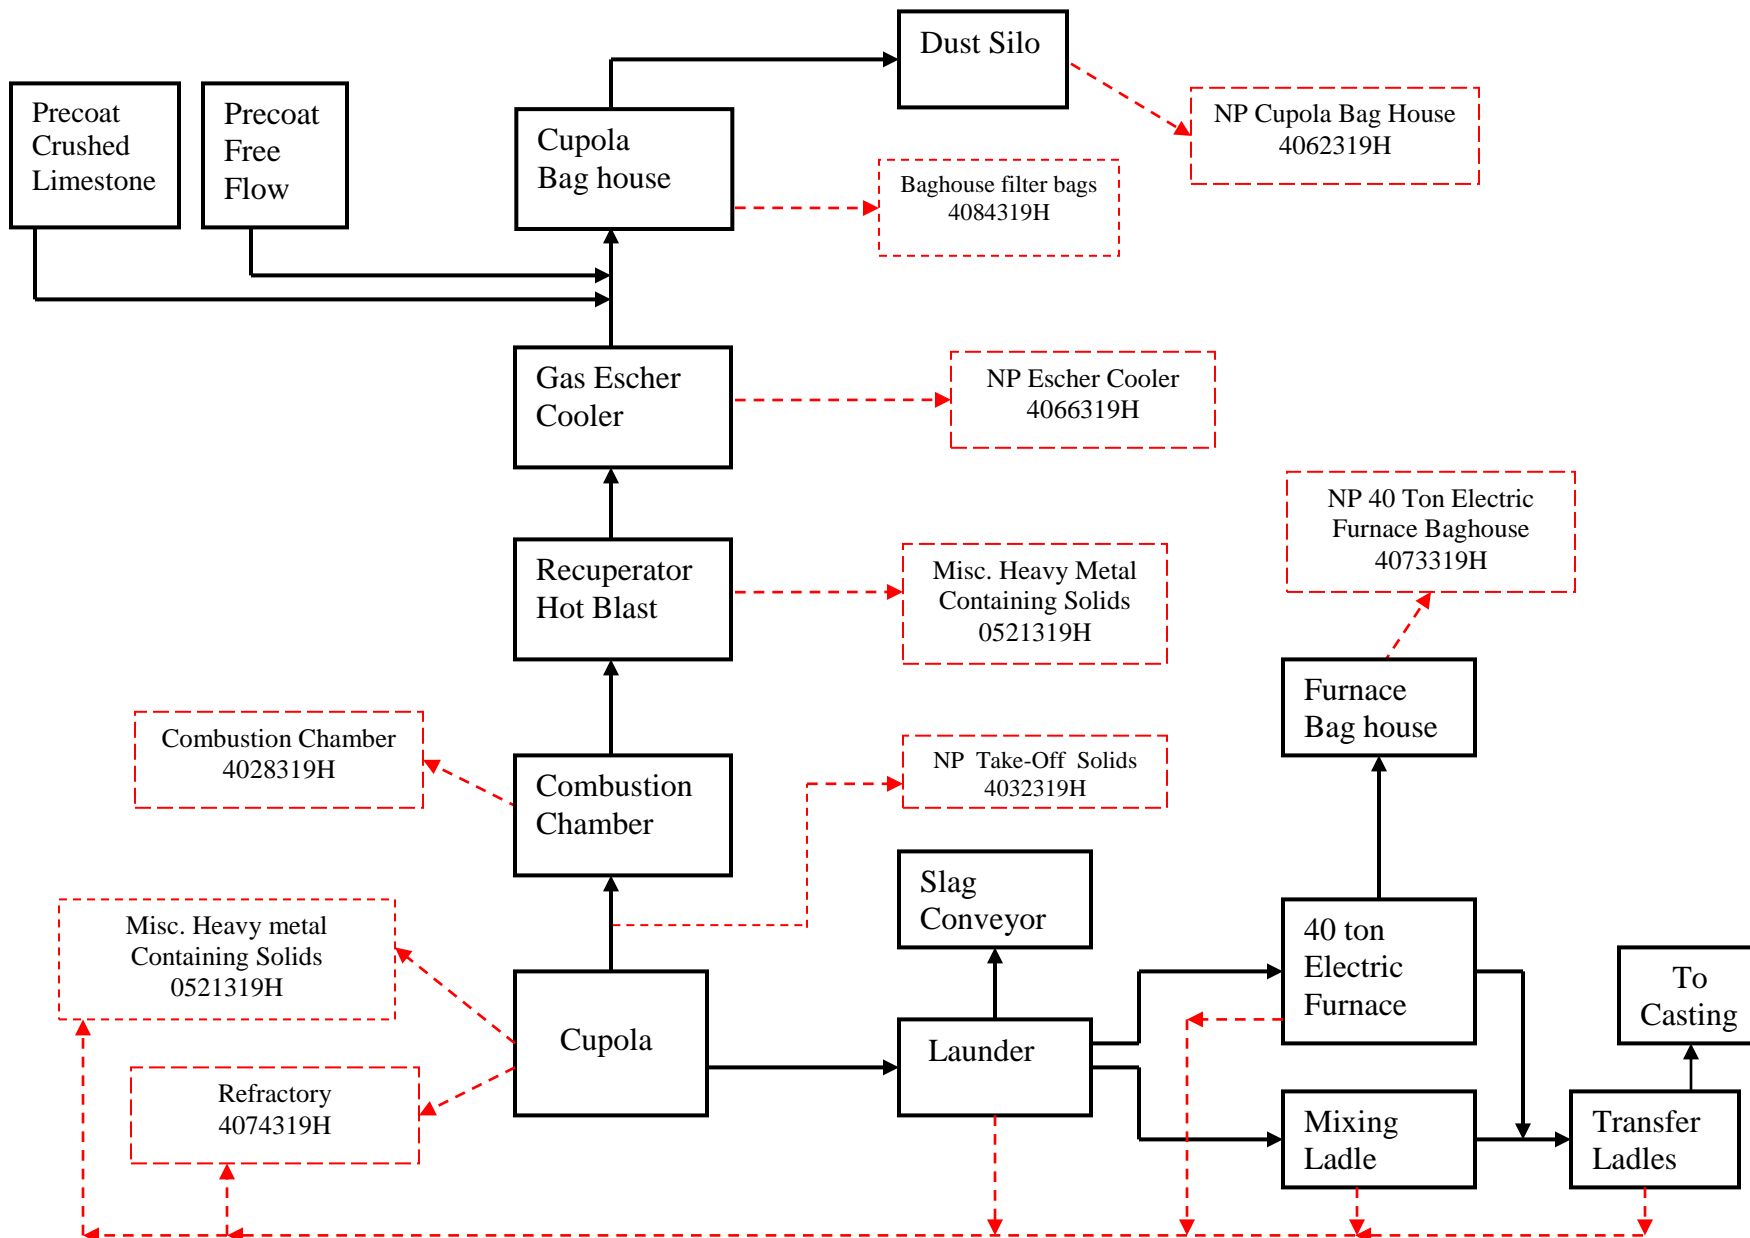 Dust Silo
Precoat
Crushed
Limestone
Precoat
Free
Flow
Cupola
Bag house
NP Cupola Bag House
4062319H
Baghouse filter bags
4084319H
Gas Escher
Cooler
NP Escher Cooler
4066319H
NP 40 Ton Electric
Furnace Baghouse
4073319H
Recuperator
Hot Blast
Misc. Heavy Metal
Containing Solids
0521319H
Furnace
Bag house
Combustion Chamber
4028319H
Combustion
Chamber
NP Take-Off Solids
4032319H
Slag
Conveyor
Misc. Heavy metal
Containing Solids
0521319H
40 ton
Electric
Furnace
To
Casting
Cupola
Launder
Refractory
4074319H
Mixing
Ladle
Transfer
Ladles